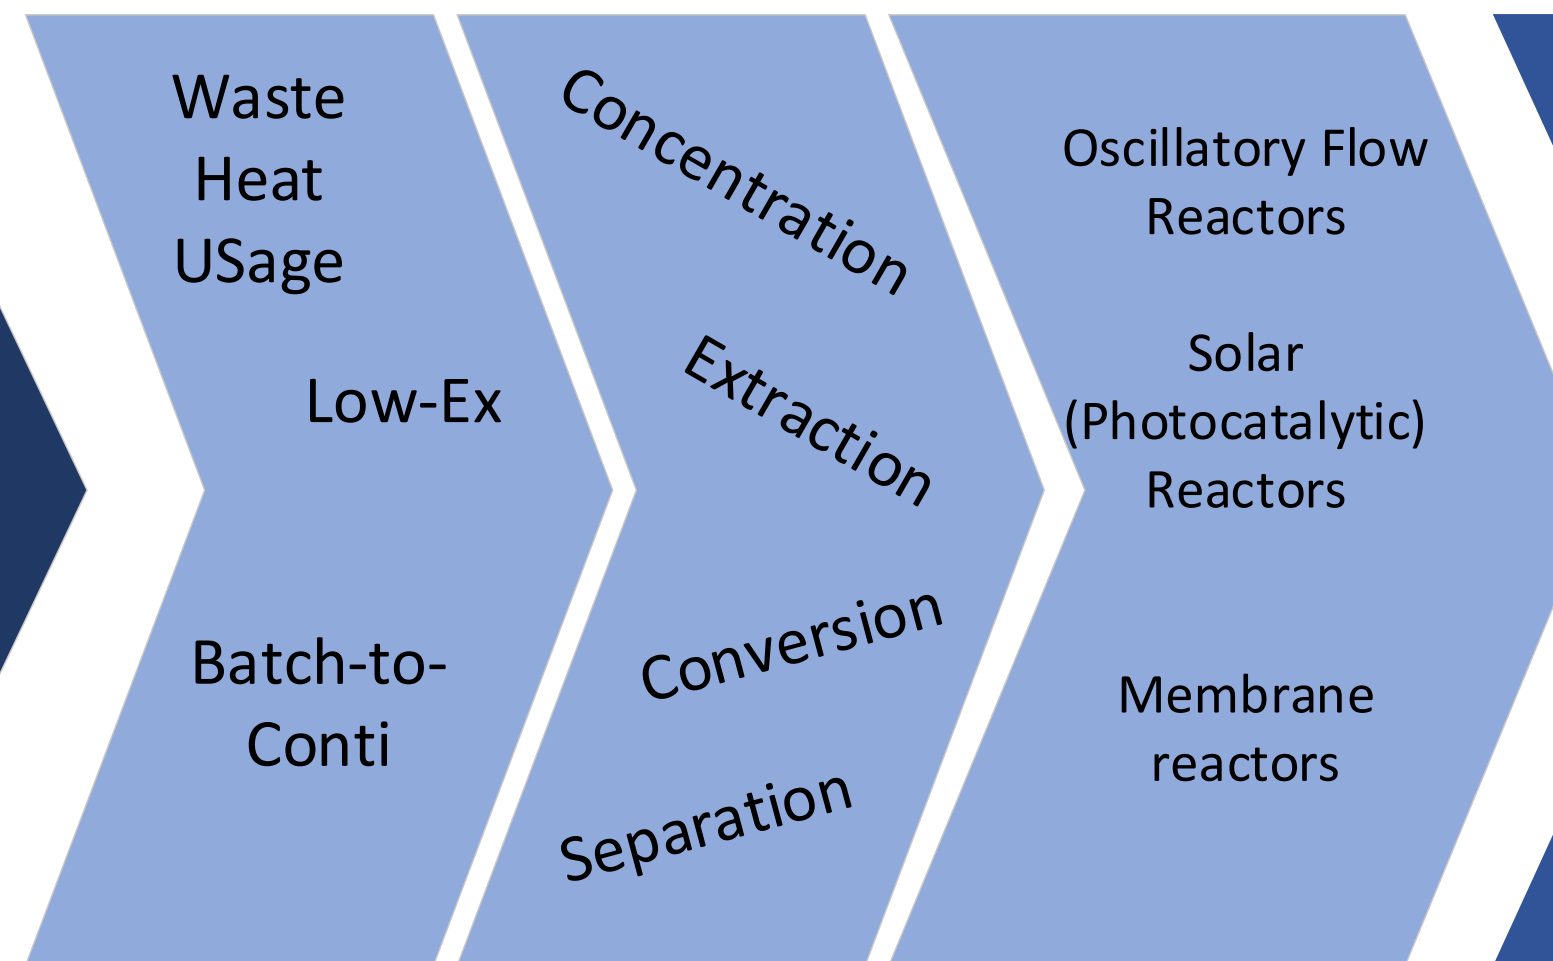 Waste
Heat
USage
Low-Ex
Batch-to-
Conti
Concentration
Extraction
Conversion
Separation
Oscillatory Flow
Reactors
Solar
(Photocatalytic)
Reactors
Membrane
reactors